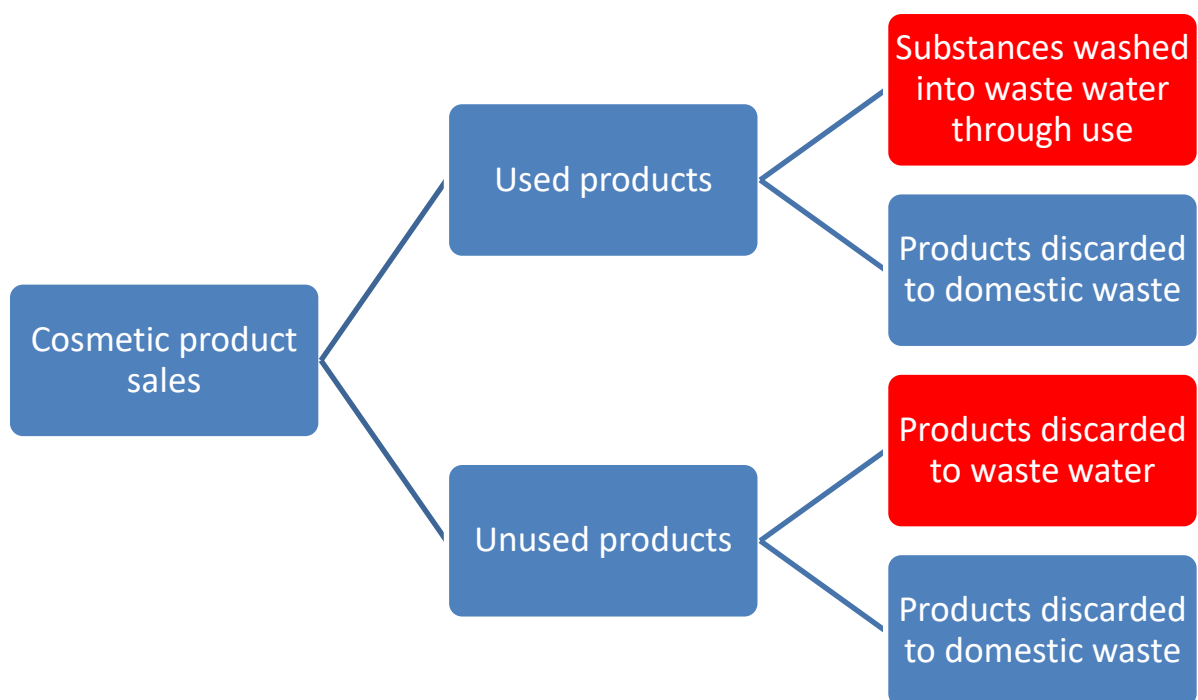 Cosmetic product
sales
Used products
Substances washed
into waste water
through use
Products discarded
to domestic waste
Unused products
Products discarded
to waste water
Products discarded
to domestic waste